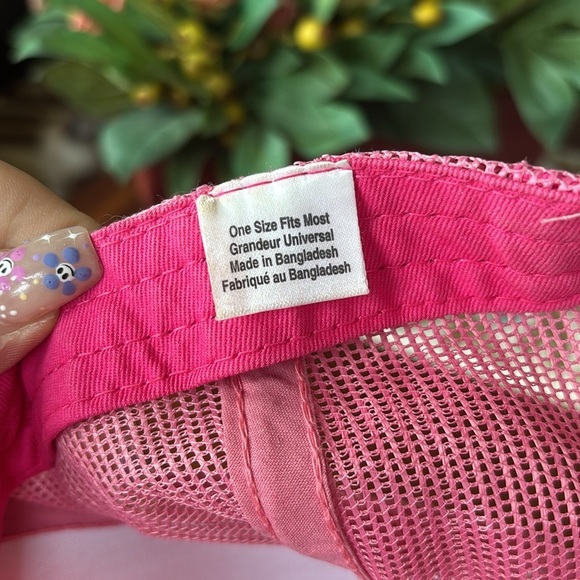 One Size Fits Most
Grandeur Universal
Made in Bangladesh
Fabriqué au Bangladesh